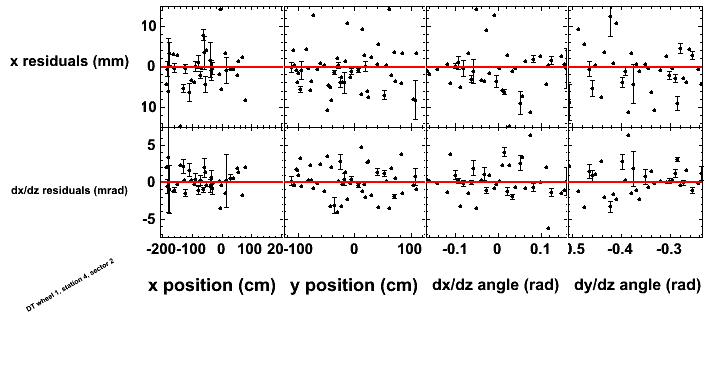 10
x residuals (mm) 0
10
5
dx/dz residuals (mrad) 0
-5
-200 -100 0 100 20 -100 0 100 -0.1 0 0.1 0.5 -0.4 -0.3
x position (cm) y position (cm) dx/dz angle (rad) dy/dz angle (rad)
DT wheel 1, station 4, sector 2